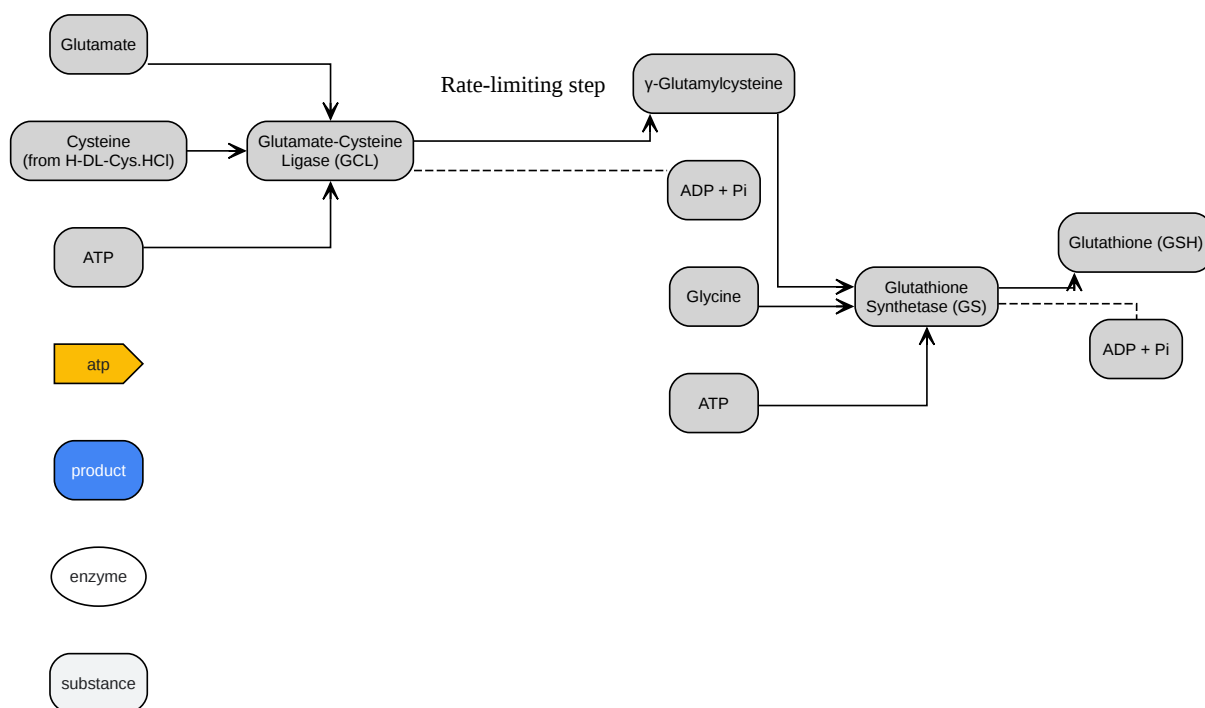 Glutamate
Rate-limiting step
γ-Glutamylcysteine
Cysteine
(from H-DL-Cys.HCl)
Glutamate-Cysteine
Ligase (GCL)
ADP + Pi
ATP
Glutathione (GSH)
Glycine
Glutathione
Synthetase (GS)
ADP + Pi
ATP
atp
product
enzyme
substance